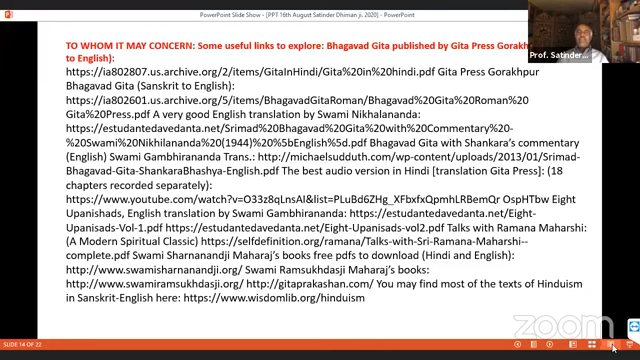 PowerPoint Slide Show - [PPT 16th August Satinder Dhiman ji. 2020] - PowerPoint
Prof. Satinder...
TO WHOM IT MAY CONCERN: Some useful links to explore: Bhagavad Gita published by Gita Press Gorakh
to English):
https://ia802807.us.archive.org/2/items/GitaInHindi/Gita%20in%20hindi.pdf Gita Press Gorakhpur
Bhagavad Gita (Sanskrit to English):
https://ia802601.us.archive.org/5/items/BhagavadGitaRoman/Bhagavad%20Gita%20Roman%20
Gita%20Press.pdf A very good English translation by Swami Nikhalananda:
https://estudantedavedanta.net/Srimad%20Bhagavad%20Gita%20with%20Commentary%20-
%20Swami%20Nikhilananda%20(1944)%20%5bEnglish%5d.pdf Bhagavad Gita with Shankara's commentary
(English) Swami Gambhirananda Trans.: http://michaelsudduth.com/wp-content/uploads/2013/01/Srimad-
Bhagavad-Gita-ShankaraBhashya-English.pdf The best audio version in Hindi [translation Gita Press]: (18
chapters recorded separately):
https://www.youtube.com/watch?v=O33z8qLnsAI&list=PLuBd6ZHg_XFbxfxQpmhLRBemQr OspHTbw Eight
Upanishads, English translation by Swami Gambhirananda: https://estudantedavedanta.net/Eight-
Upanisads-Vol-1.pdf https://estudantedavedanta.net/Eight-Upanisads-vol2.pdf Talks with Ramana Maharshi:
(A Modern Spiritual Classic) https://selfdefinition.org/ramana/Talks-with-Sri-Ramana-Maharshi--
complete.pdf Swami Sharnanandji Maharaj's books free pdfs to download (Hindi and English):
http://www.swamisharnanandji.org/ Swami Ramsukhdasji Maharaj's books:
http://www.swamiramsukhdasji.org/ http://gitaprakashan.com/ You may find most of the texts of Hinduism
in Sanskrit-English here: https://www.wisdomlib.org/hinduism
zoom
SLIDE 14 OF 22